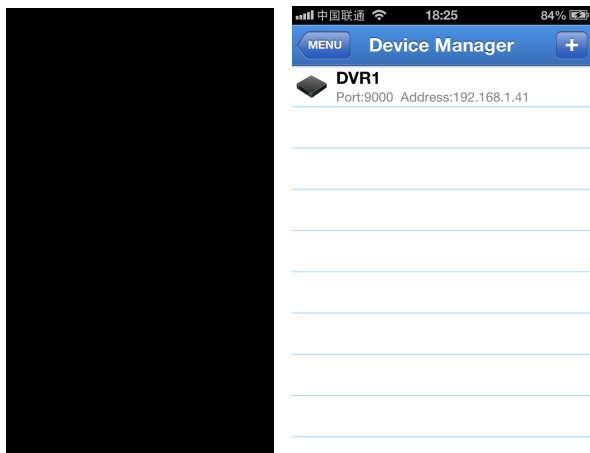 中国联通 18:25 84%
MENU Device Manager +
DVR1
Port:9000 Address:192.168.1.41